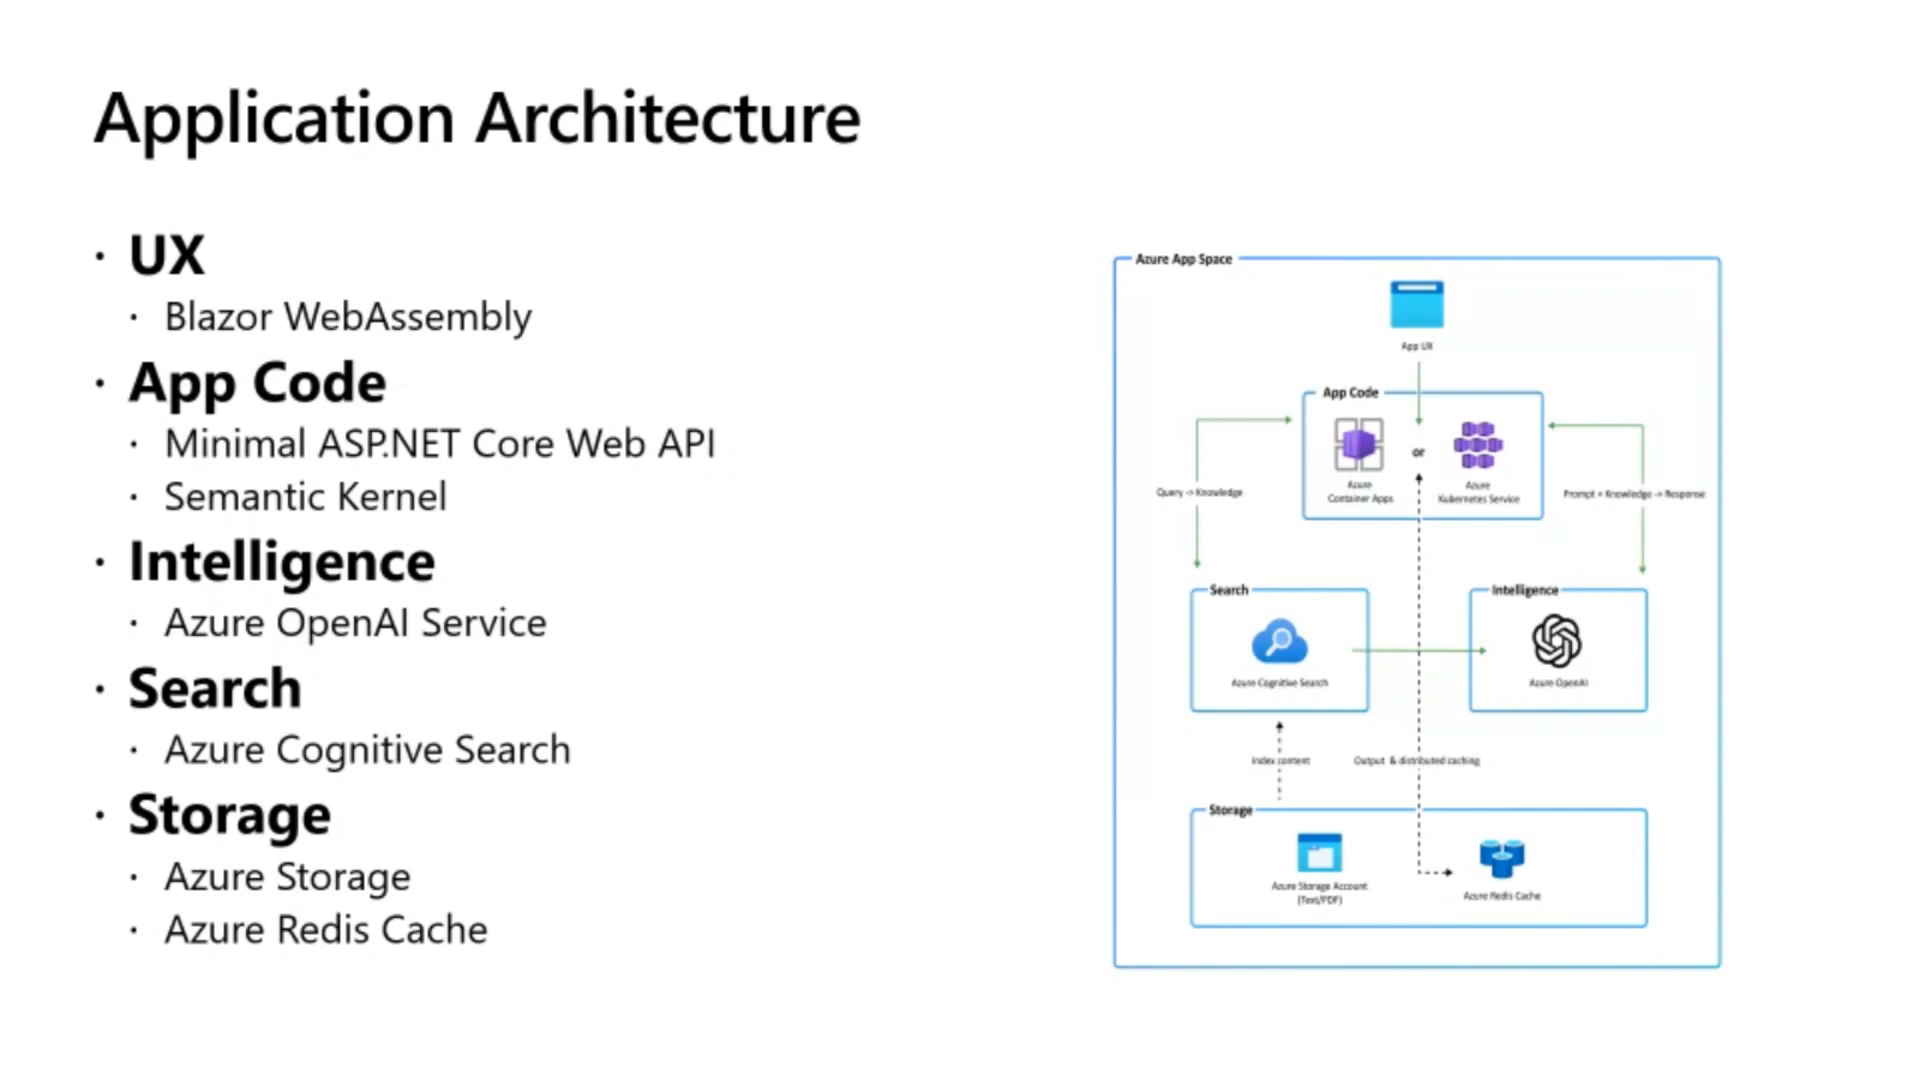 Application Architecture
· UX
· Blazor WebAssembly
· App Code
· Minimal ASP.NET Core Web API
· Semantic Kernel
· Intelligence
· Azure OpenAI Service
· Search
· Azure Cognitive Search
· Storage
· Azure Storage
· Azure Redis Cache
Azure App Space
App UX
App Code
or
Azure
Container Apps
Azure
Kubernetes Service
Query -> Knowledge
Prompt + Knowledge -> Response
Search
Azure Cognitive Search
Intelligence
Azure OpenAI
Index content
Output & distributed caching
Storage
Azure Storage Account
(Text/PDF)
Azure Redis Cache